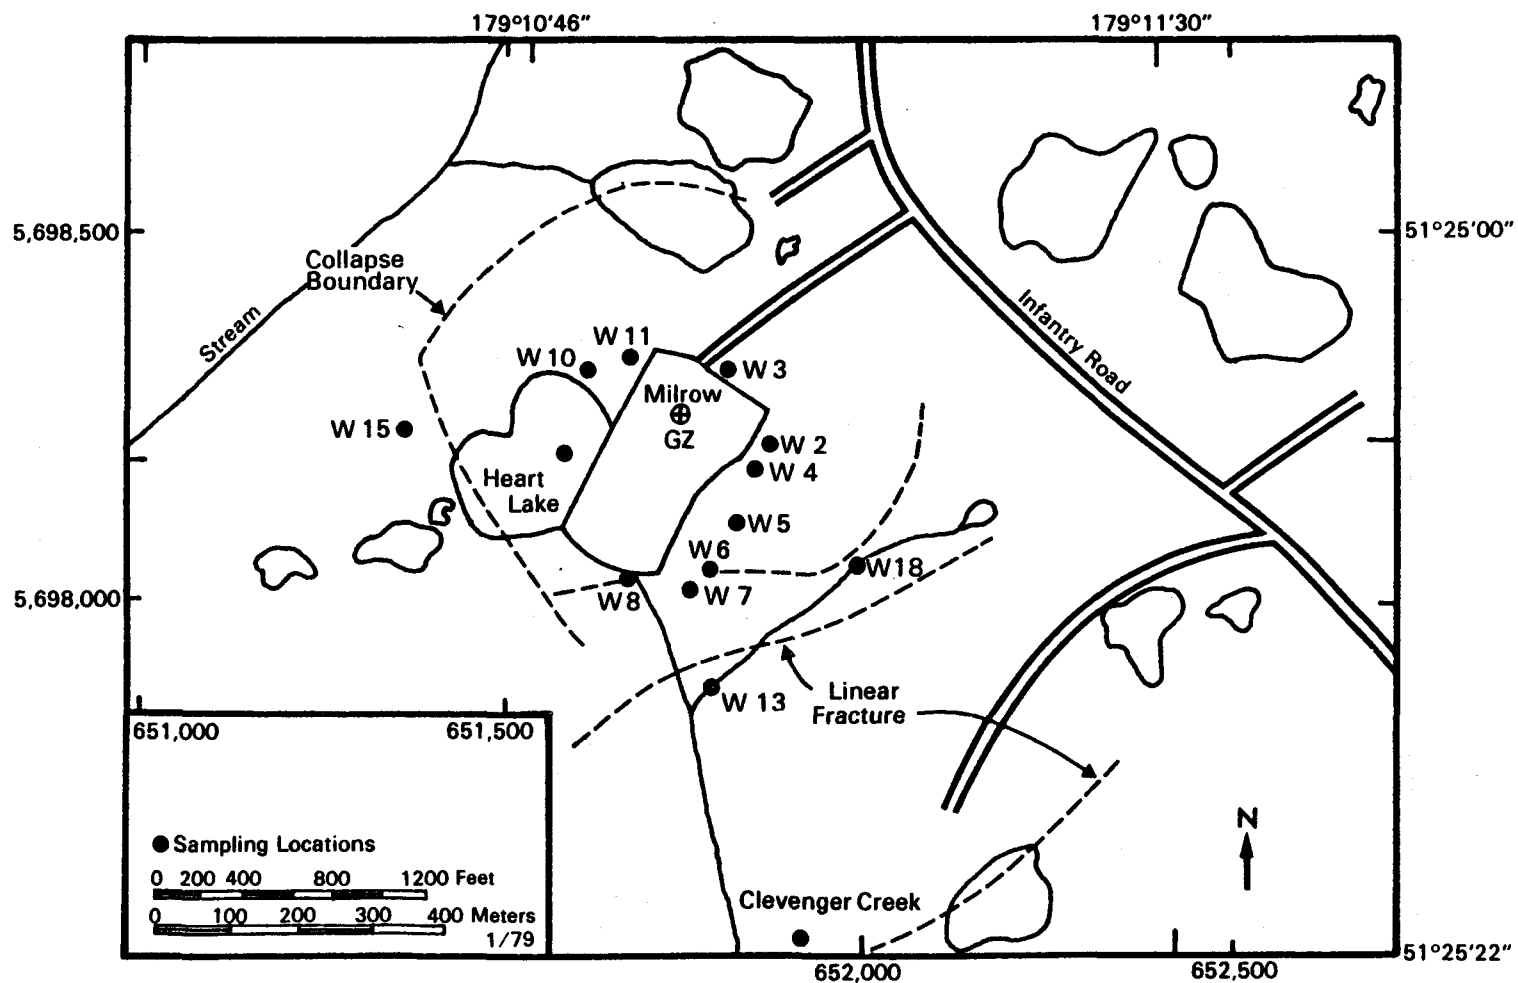 179°10'46"
179°11'30"
5,698,500
51°25'00"
Collapse
Boundary
Stream
Infantry Road
W 11
W 10
W 3
Milrow
GZ
W 15
W 2
W 4
Heart
Lake
W 5
W 6
W 18
W 7
W 8
5,698,000
W 13
Linear
Fracture
651,000
651,500
N
Sampling Locations
0 200 400 800 1200 Feet
0 100 200 300 400 Meters
1/79
Clevenger Creek
51°25'22"
652,000
652,500